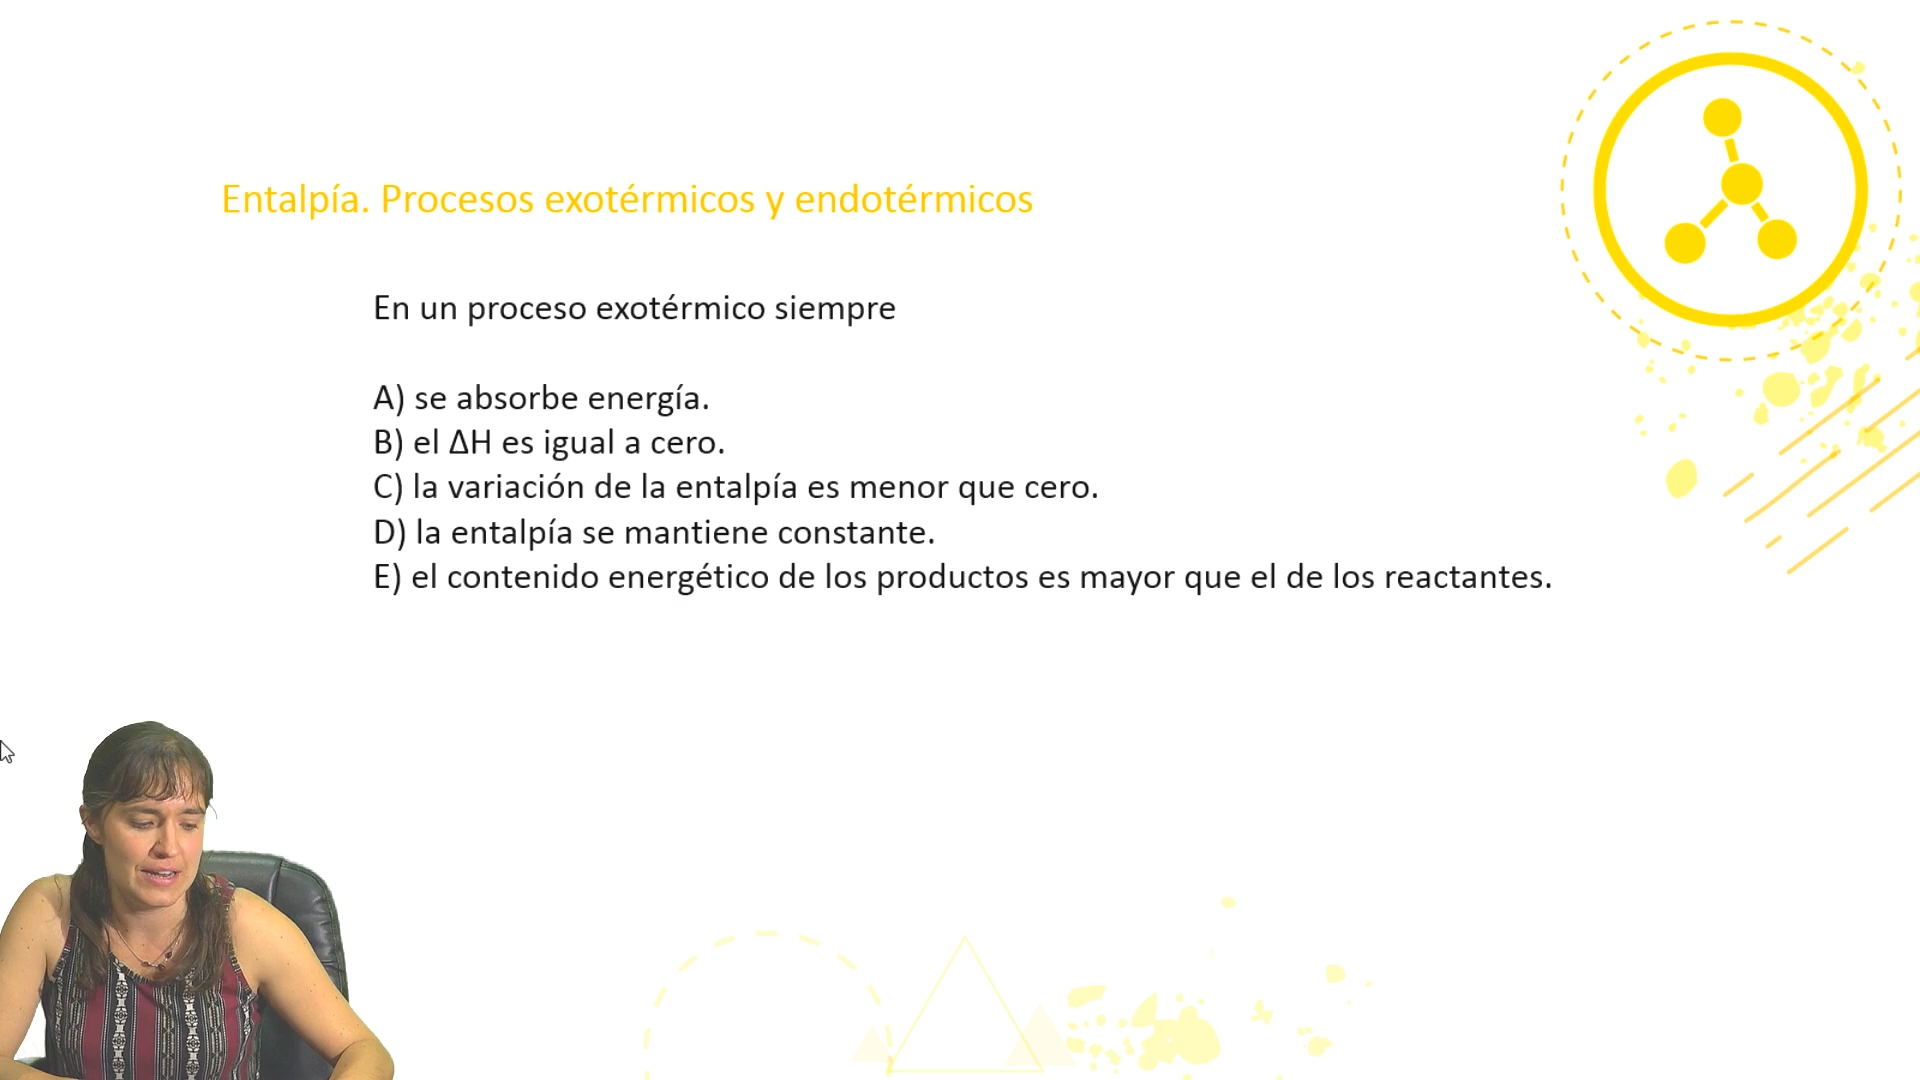 Entalpía. Procesos exotérmicos y endotérmicos
En un proceso exotérmico siempre
A) se absorbe energía.
B) el ΔH es igual a cero.
C) la variación de la entalpía es menor que cero.
D) la entalpía se mantiene constante.
E) el contenido energético de los productos es mayor que el de los reactantes.